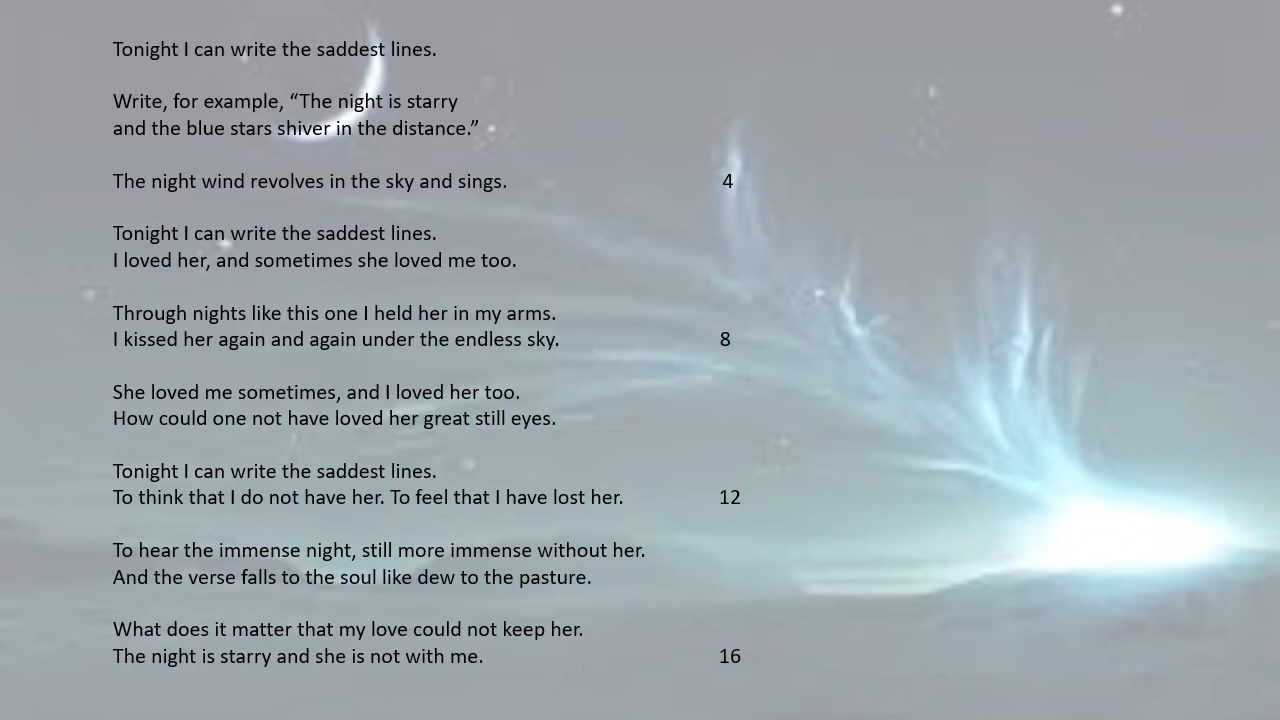 Tonight I can write the saddest lines.
Write, for example, “The night is starry
and the blue stars shiver in the distance.”
The night wind revolves in the sky and sings. 4
Tonight I can write the saddest lines.
I loved her, and sometimes she loved me too.
Through nights like this one I held her in my arms.
I kissed her again and again under the endless sky. 8
She loved me sometimes, and I loved her too.
How could one not have loved her great still eyes.
Tonight I can write the saddest lines.
To think that I do not have her. To feel that I have lost her. 12
To hear the immense night, still more immense without her.
And the verse falls to the soul like dew to the pasture.
What does it matter that my love could not keep her.
The night is starry and she is not with me. 16